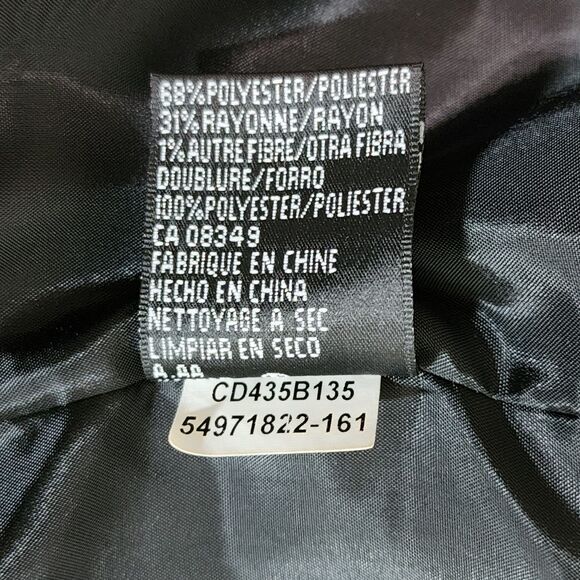 68%POLYESTER/POLIESTER
31%RAYONNE/RAYON
1%AUTRE FIBRE/OTRA FIBRA
DOUBLURE/FORRO
100%POLYESTER/POLIESTER
CA 08349
FABRIQUE EN CHINE
HECHO EN CHINA
NETTOYAGE A SEC
LIMPIAR EN SECO
CD435B135
54971822-161